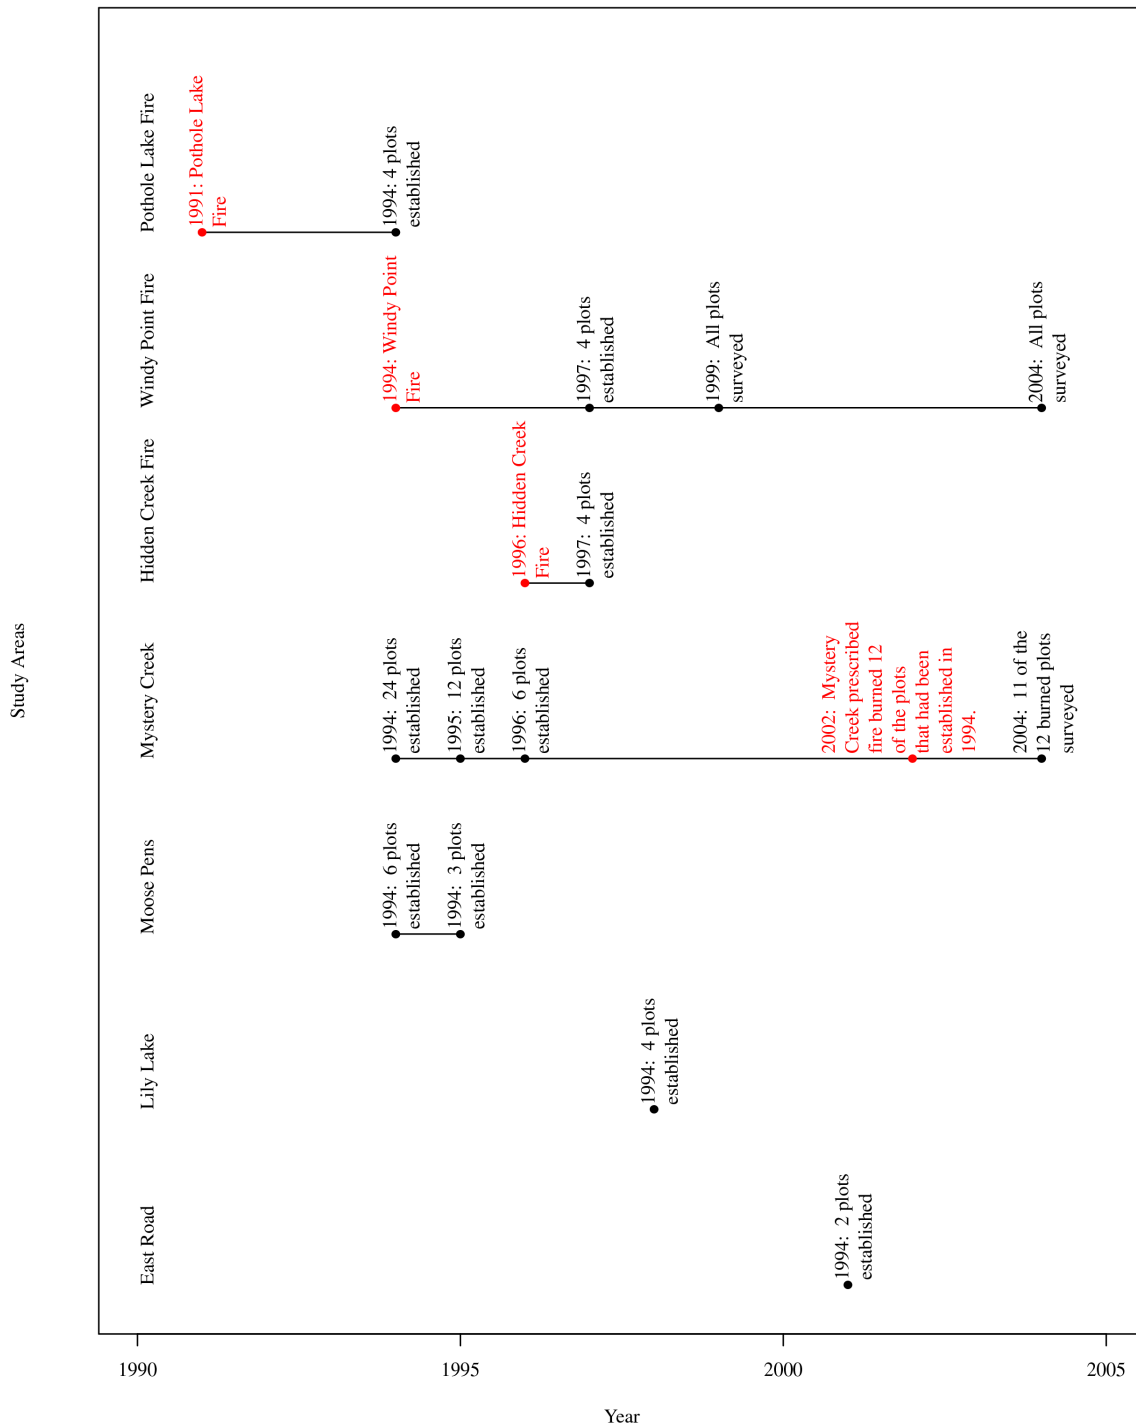 Study Areas
Pothole Lake Fire
1991: Pothole Lake
Fire
1994: 4 plots
established
Windy Point Fire
1994: Windy Point
Fire
1997: 4 plots
established
1999: All plots
surveyed
2004: All plots
surveyed
Hidden Creek Fire
1996: Hidden Creek
Fire
1997: 4 plots
established
Mystery Creek
1994: 24 plots
established
1995: 12 plots
established
1996: 6 plots
established
2002: Mystery
Creek prescribed
fire burned 12
of the plots
that had been
established in
1994.
2004: 11 of the
12 burned plots
surveyed
Moose Pens
1994: 6 plots
established
1994: 3 plots
established
Lily Lake
1994: 4 plots
established
East Road
1994: 2 plots
established
1990
1995
2000
2005
Year